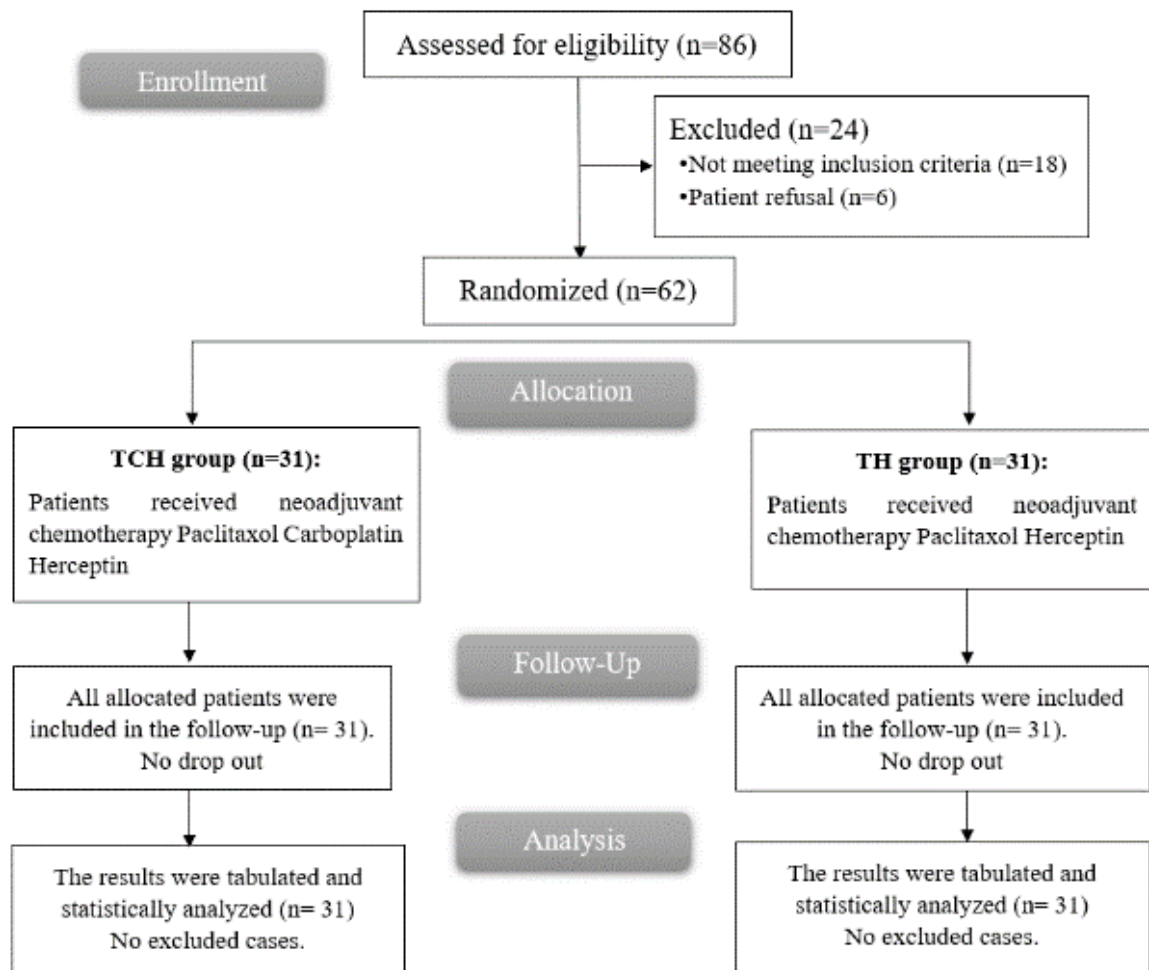 Assessed for eligibility (n=86)
Enrollment
Excluded (n=24)
•Not meeting inclusion criteria (n=18)
•Patient refusal (n=6)
Randomized (n=62)
Allocation
TCH group (n=31):
Patients received neoadjuvant
chemotherapy Paclitaxol Carboplatin
Herceptin
TH group (n=31):
Patients received neoadjuvant
chemotherapy Paclitaxol Herceptin
Follow-Up
All allocated patients were
included in the follow-up (n= 31).
No drop out
All allocated patients were included
in the follow-up (n= 31).
No drop out
Analysis
The results were tabulated and
statistically analyzed (n= 31)
No excluded cases.
The results were tabulated and
statistically analyzed (n= 31)
No excluded cases.